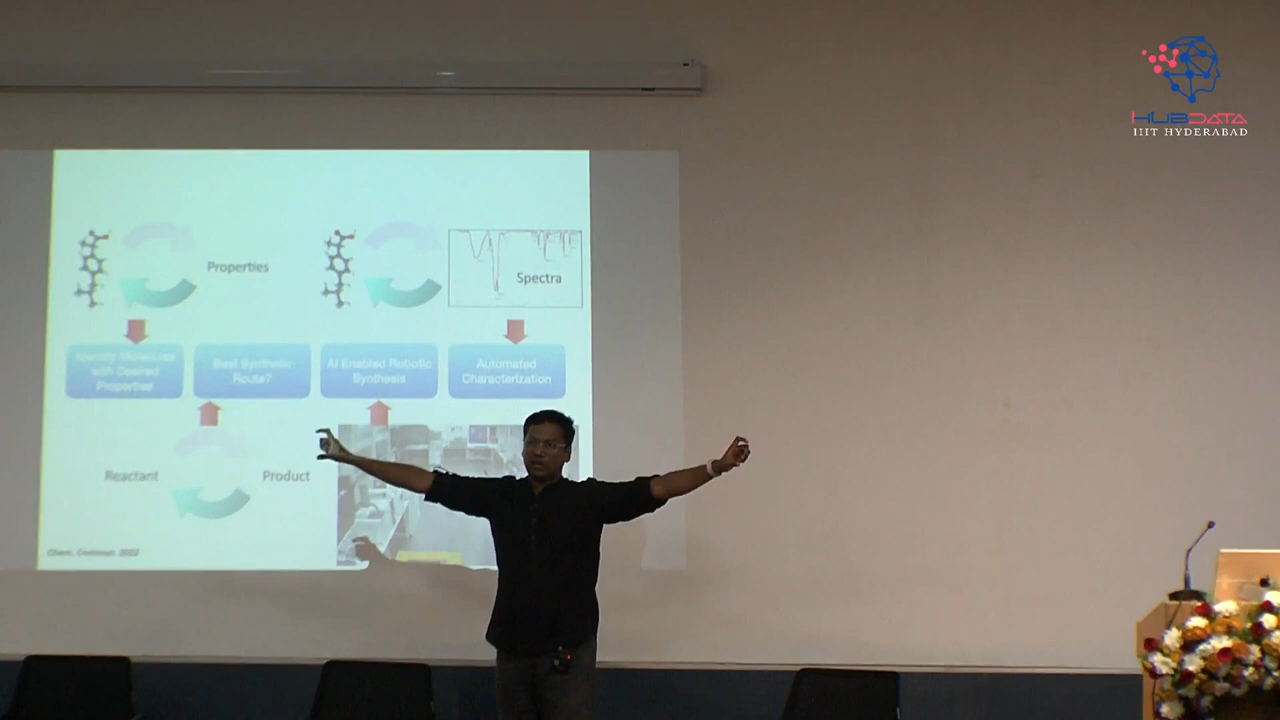 HUBDATA
IIIT HYDERABAD
Properties
Spectra
Identify Molecules
with Desired
Properties
Best Synthetic
Route?
AI Enabled Robotic
Synthesis
Automated
Characterization
Reactant
Product
Chem. Commun. 2022